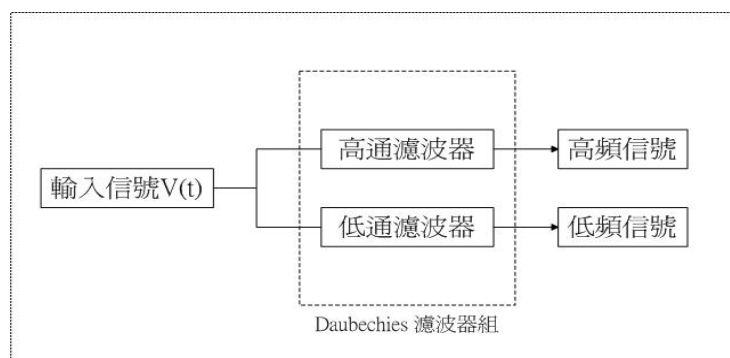 高通濾波器
高頻信號
輸入信號V(t)
低通濾波器
低頻信號
Daubechies 濾波器組